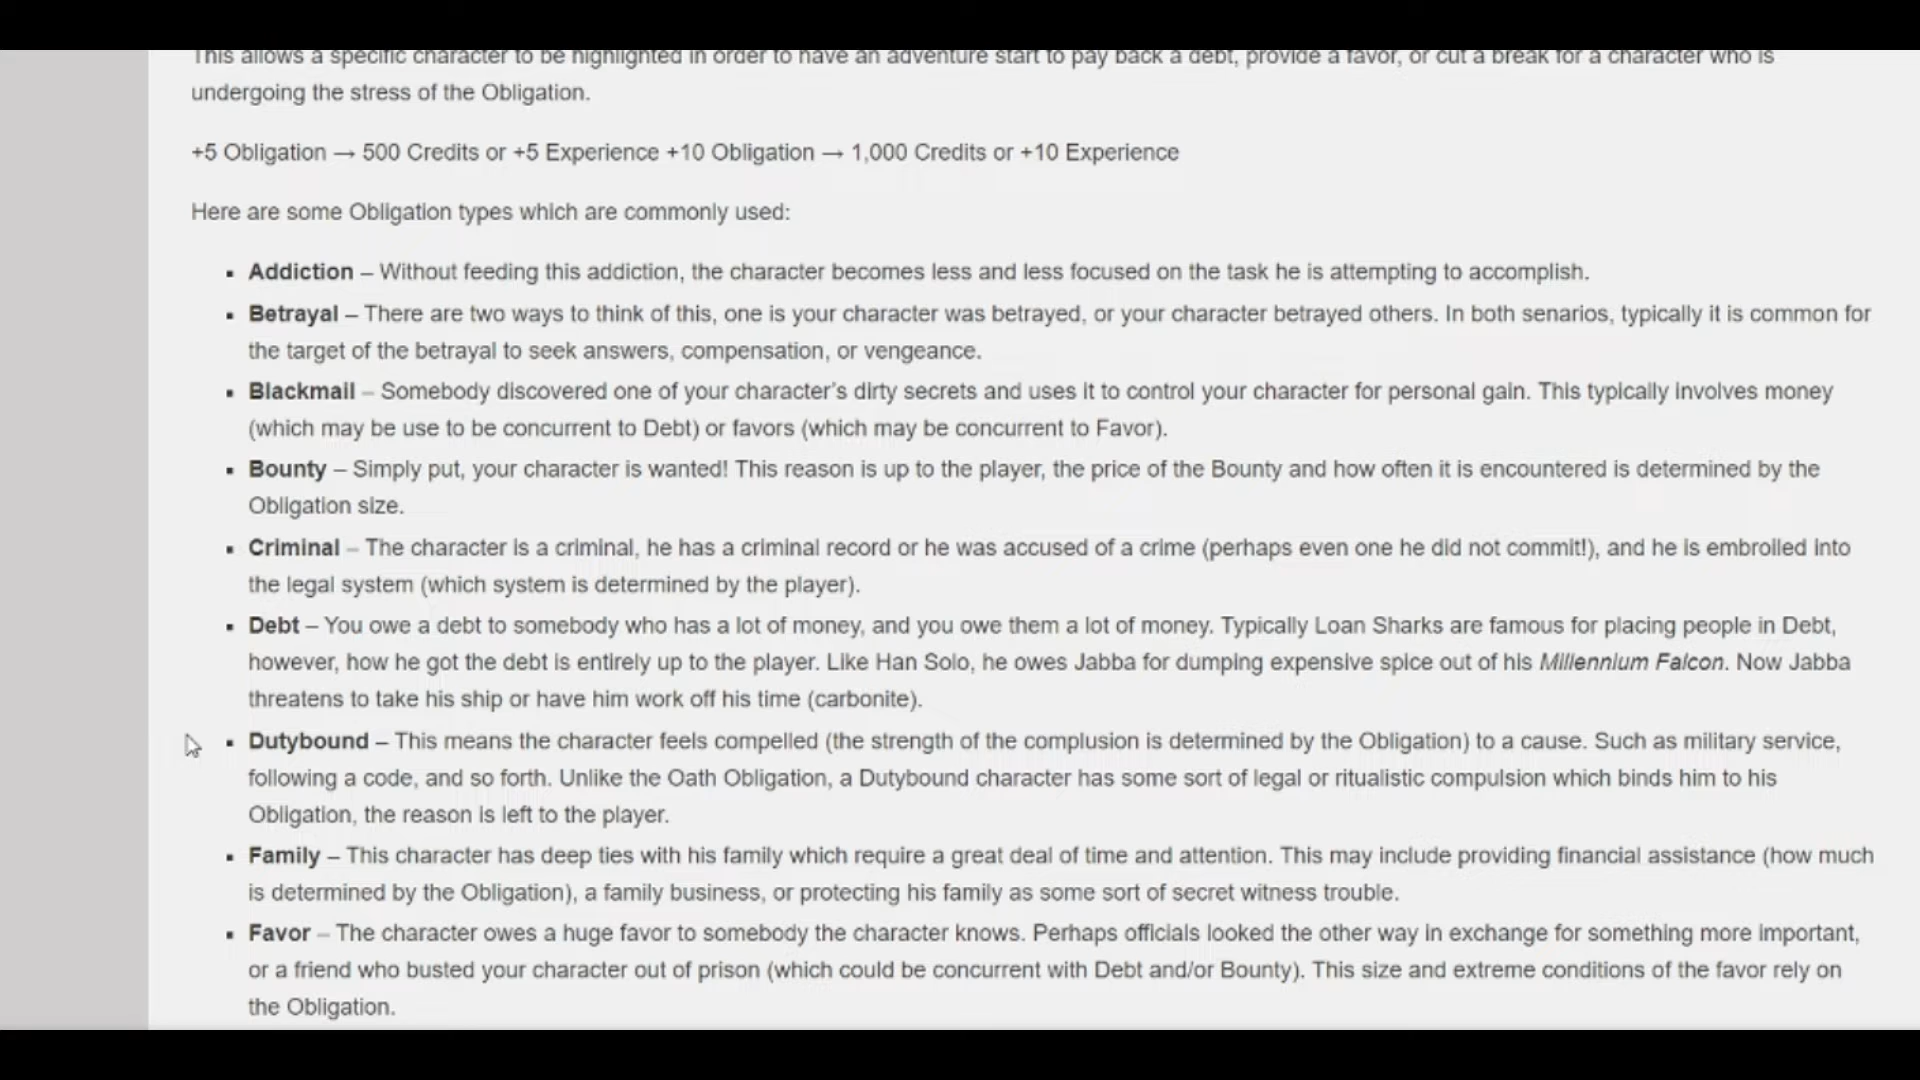 This allows a specific character to be highlighted in order to have an adventure start to pay back a debt, provide a favor, or cut a break for a character who is
undergoing the stress of the Obligation.
+5 Obligation → 500 Credits or +5 Experience +10 Obligation → 1,000 Credits or +10 Experience
Here are some Obligation types which are commonly used:
▪ Addiction – Without feeding this addiction, the character becomes less and less focused on the task he is attempting to accomplish.
▪ Betrayal – There are two ways to think of this, one is your character was betrayed, or your character betrayed others. In both senarios, typically it is common for
the target of the betrayal to seek answers, compensation, or vengeance.
▪ Blackmail – Somebody discovered one of your character's dirty secrets and uses it to control your character for personal gain. This typically involves money
(which may be use to be concurrent to Debt) or favors (which may be concurrent to Favor).
▪ Bounty – Simply put, your character is wanted! This reason is up to the player, the price of the Bounty and how often it is encountered is determined by the
Obligation size.
▪ Criminal – The character is a criminal, he has a criminal record or he was accused of a crime (perhaps even one he did not commit!), and he is embroiled into
the legal system (which system is determined by the player).
▪ Debt – You owe a debt to somebody who has a lot of money, and you owe them a lot of money. Typically Loan Sharks are famous for placing people in Debt,
however, how he got the debt is entirely up to the player. Like Han Solo, he owes Jabba for dumping expensive spice out of his Millennium Falcon. Now Jabba
threatens to take his ship or have him work off his time (carbonite).
▪ Dutybound – This means the character feels compelled (the strength of the complusion is determined by the Obligation) to a cause. Such as military service,
following a code, and so forth. Unlike the Oath Obligation, a Dutybound character has some sort of legal or ritualistic compulsion which binds him to his
Obligation, the reason is left to the player.
▪ Family – This character has deep ties with his family which require a great deal of time and attention. This may include providing financial assistance (how much
is determined by the Obligation), a family business, or protecting his family as some sort of secret witness trouble.
▪ Favor – The character owes a huge favor to somebody the character knows. Perhaps officials looked the other way in exchange for something more important,
or a friend who busted your character out of prison (which could be concurrent with Debt and/or Bounty). This size and extreme conditions of the favor rely on
the Obligation.